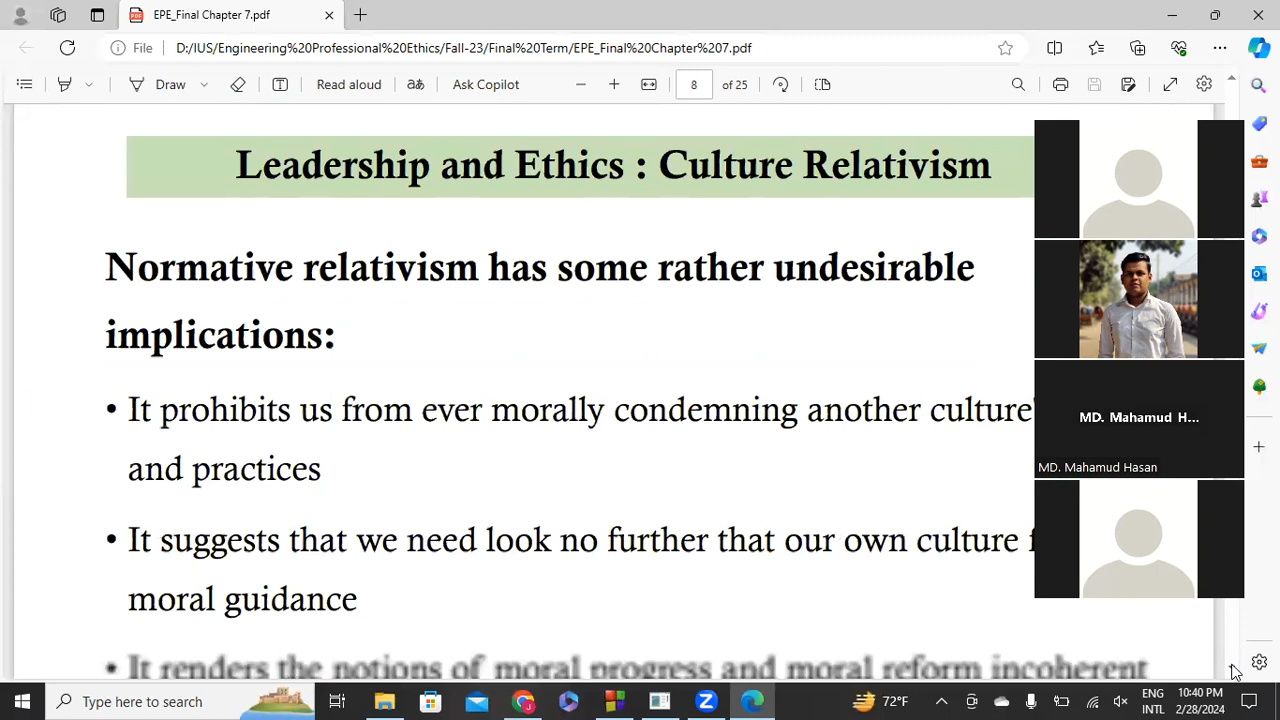 EPE_Final Chapter 7.pdf
File
D:/IUS/Engineering%20Professional%20Ethics/Fall-23/Final%20Term/EPE_Final%20Chapter%207.pdf
Draw
Read aloud
Ask Copilot
8
of 25
Leadership and Ethics : Culture Relativism
Normative relativism has some rather undesirable
implications:
• It prohibits us from ever morally condemning another culture
and practices
• It suggests that we need look no further that our own culture
moral guidance
• It renders the notions of moral progress and moral reform incoherent
MD. Mahamud H...
MD. Mahamud Hasan
Type here to search
72°F
ENG
INTL
10:40 PM
2/28/2024